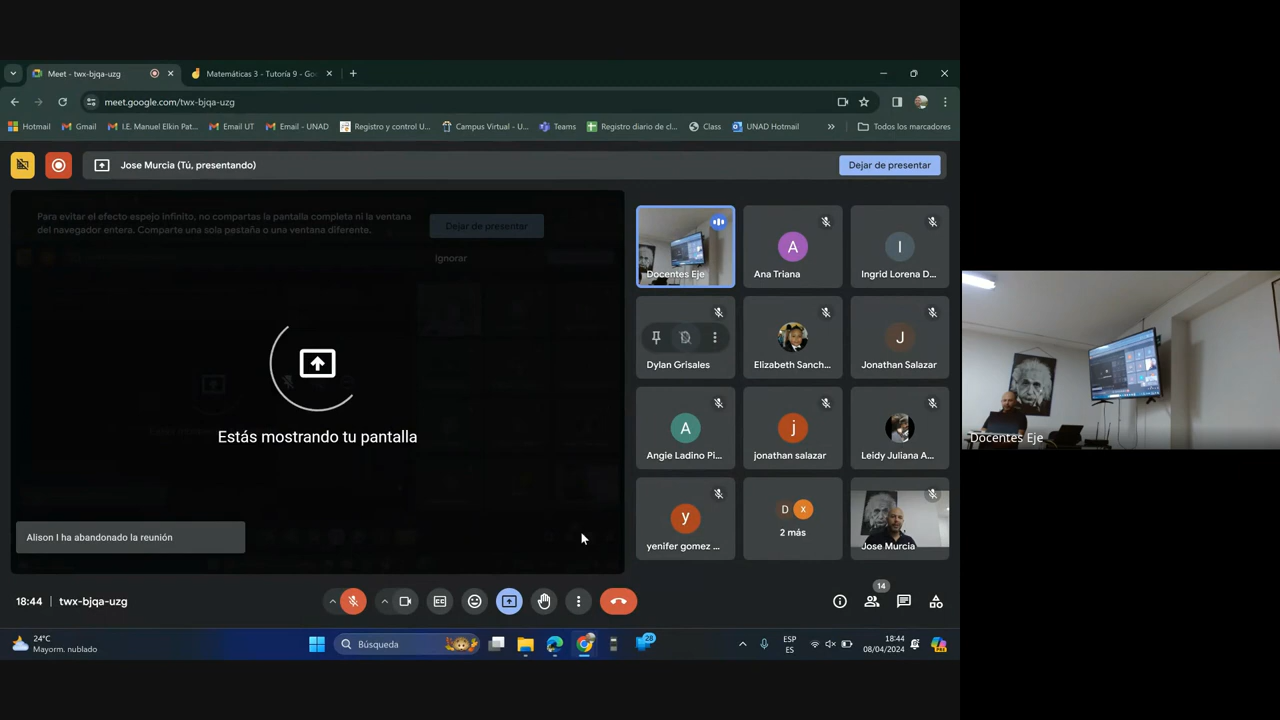 Meet - twx-bjqa-uzg
Matemáticas 3 - Tutoría 9 - Go
meet.google.com/twx-bjqa-uzg
Hotmail
Gmail
I.E. Manuel Elkin Pat...
Email UT
Email - UNAD
Registro y control U...
Campus Virtual - U...
Teams
Registro diario de cl...
Class
UNAD Hotmail
»
Todos los marcadores
Jose Murcia (Tú, presentando)
Dejar de presentar
Para evitar el efecto espejo infinito, no compartas la pantalla completa ni la ventana
del navegador entera. Comparte una sola pestaña o una ventana diferente.
Dejar de presentar
Ignorar
Estás mostrando tu pantalla
Alison I ha abandonado la reunión
Docentes Eje
A
Ana Triana
I
Ingrid Lorena D...
Dylan Grisales
Elizabeth Sanch...
J
Jonathan Salazar
A
Angie Ladino Pi...
j
jonathan salazar
Leidy Juliana A...
y
yenifer gomez ...
D X
2 más
Jose Murcia
Docentes Eje
18:44 | twx-bjqa-uzg
CC
14
24°C
Mayorm. nublado
Búsqueda
28
ESP
ES
18:44
08/04/2024
PRE